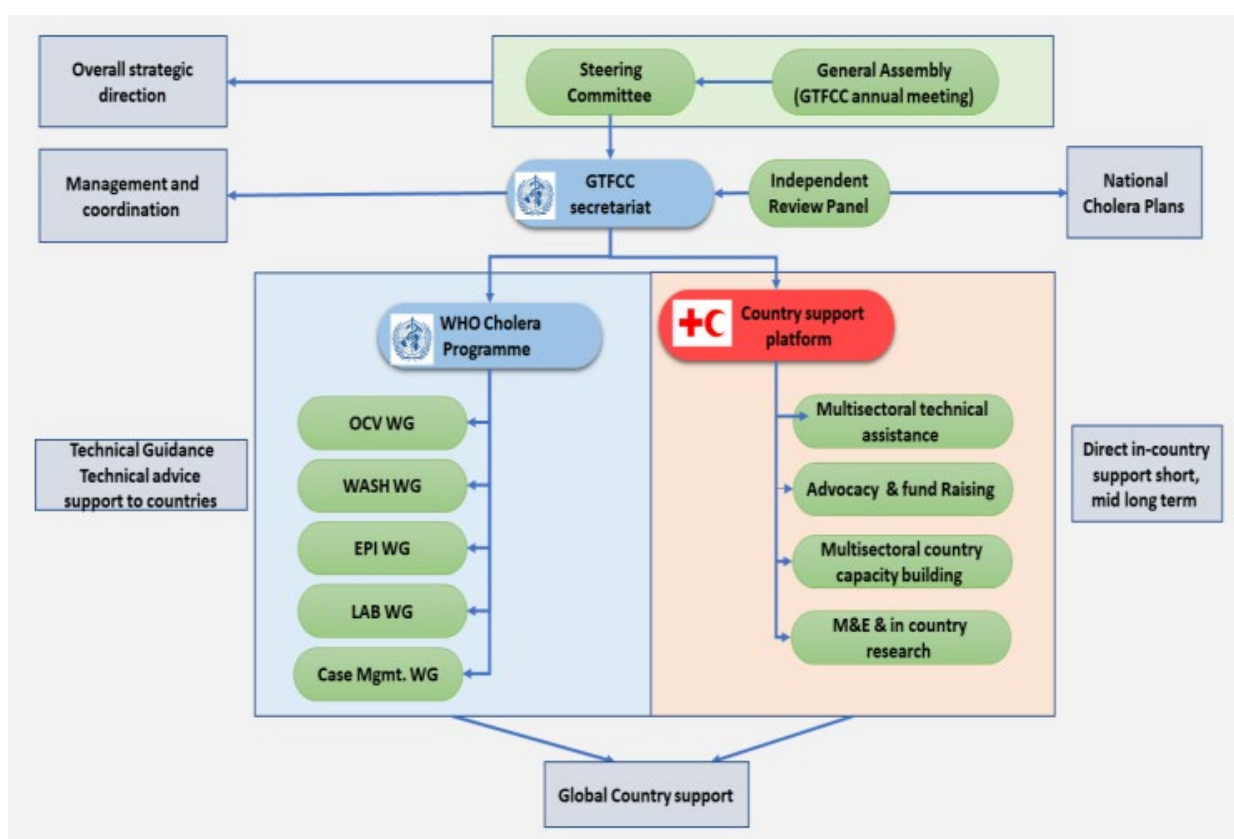 Overall strategic
direction
Steering
Committee
General Assembly
(GTFCC annual meeting)
Management and
coordination
GTFCC
secretariat
Independent
Review Panel
National
Cholera Plans
WHO Cholera
Programme
Country support
platform
OCV WG
WASH WG
EPI WG
LAB WG
Case Mgmt. WG
Multisectoral technical
assistance
Advocacy & fund Raising
Multisectoral country
capacity building
M&E & in country
research
Technical Guidance
Technical advice
support to countries
Direct in-country
support short,
mid long term
Global Country support